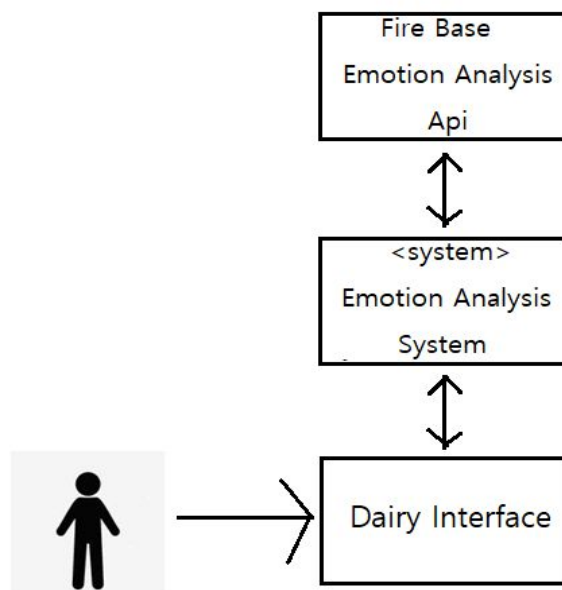 Fire Base
Emotion Analysis
Api
<system>
Emotion Analysis
System
Dairy Interface